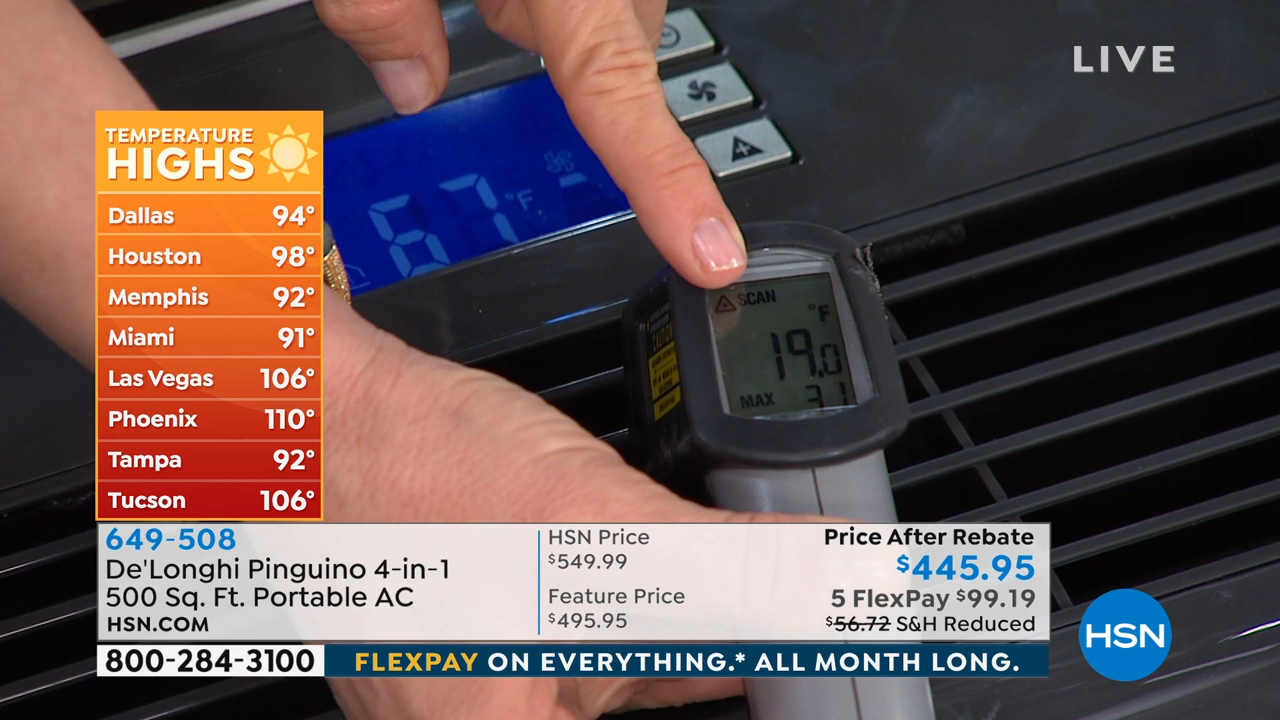 LIVE
TEMPERATURE
HIGHS
Dallas 94°
Houston 98°
Memphis 92°
Miami 91°
Las Vegas 106°
Phoenix 110°
Tampa 92°
Tucson 106°
67°F
SCAN
°F
19.0
MAX
CAUTION
649-508
De'Longhi Pinguino 4-in-1
500 Sq. Ft. Portable AC
HSN.COM
HSN Price
$549.99
Feature Price
$495.95
Price After Rebate
$445.95
5 FlexPay $99.19
$56.72 S&H Reduced
HSN
800-284-3100
FLEXPAY ON EVERYTHING.* ALL MONTH LONG.